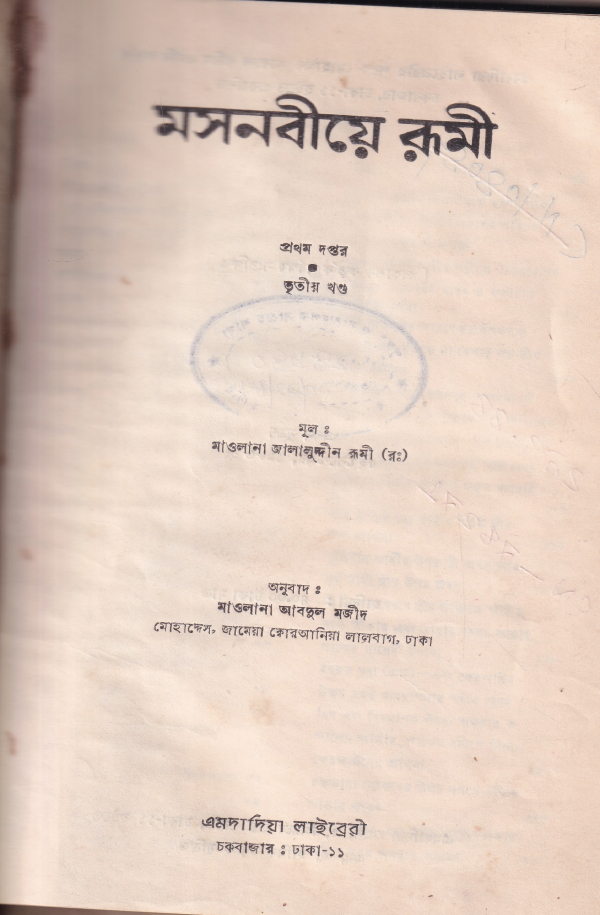 মসনবীয়ে রূমী
প্রথম দপ্তর
তৃতীয় খণ্ড
মূল :
মাওলানা জালালুদ্দীন রূমী (রঃ)
অনুবাদ :
মাওলানা আবদুল মজীদ
মোহাদ্দেস, জামেয়া কোরআনিয়া লালবাগ, ঢাকা
এমদাদিয়া লাইব্রেরী
চকবাজার : ঢাকা-১১